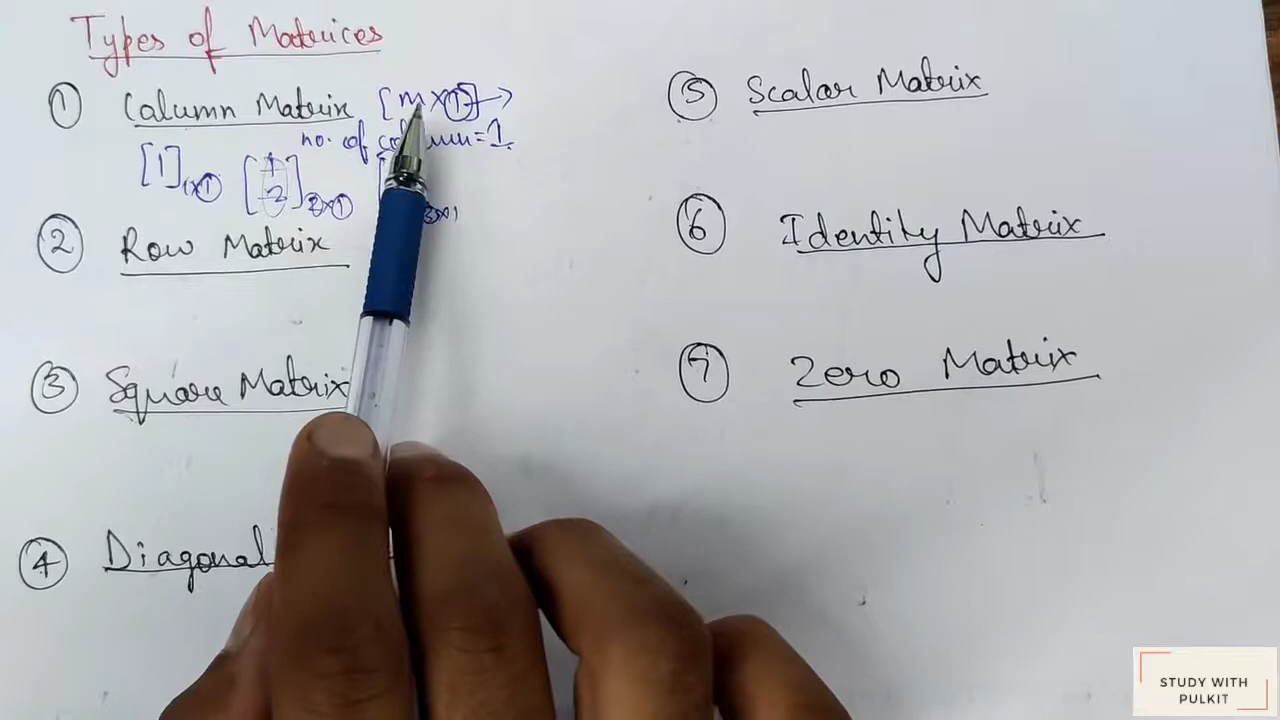 Types of Matrices
① Column Matrix [m×①]→
no. of column=1.
[1]1×① [1 2]2×① 3×1
② Row Matrix
③ Square Matrix
④ Diagonal
⑤ Scalar Matrix
⑥ Identity Matrix
⑦ Zero Matrix
STUDY WITH
PULKIT